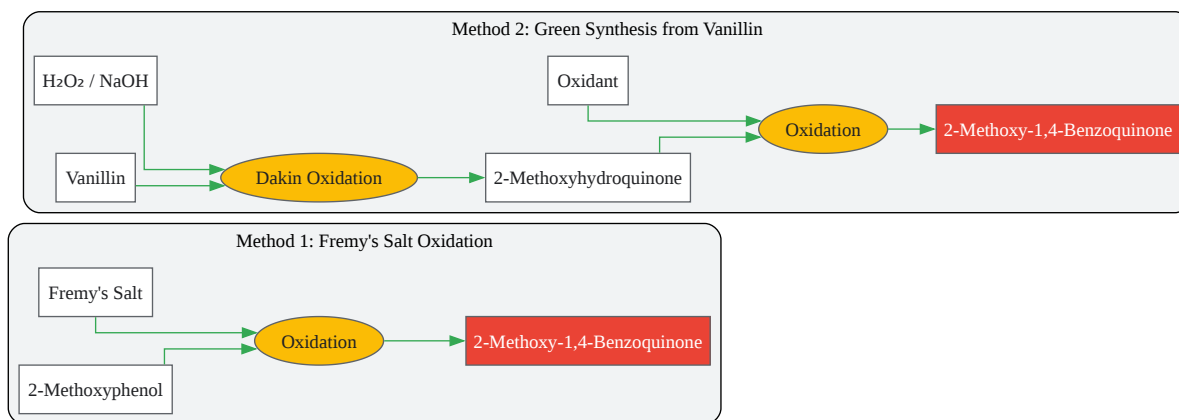 Method 2: Green Synthesis from Vanillin
H₂O₂ / NaOH
Oxidant
Oxidation
2-Methoxy-1,4-Benzoquinone
Vanillin
Dakin Oxidation
2-Methoxyhydroquinone
Method 1: Fremy's Salt Oxidation
Fremy's Salt
Oxidation
2-Methoxy-1,4-Benzoquinone
2-Methoxyphenol